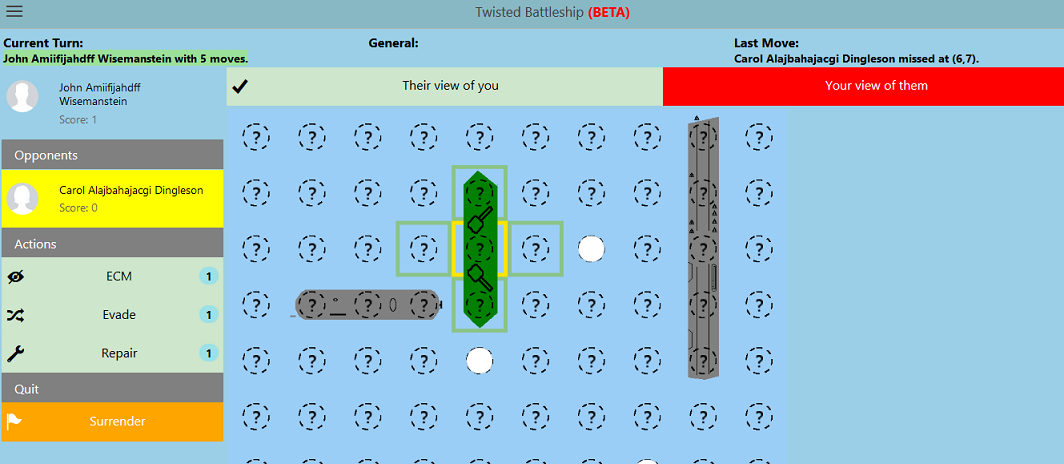 Twisted Battleship (BETA)
Current Turn:
John Amiifijahdff Wisemanstein with 5 moves.
General:
Last Move:
Carol Alajbahajacgi Dingleson missed at (6,7).
John Amiifijahdff
Wisemanstein
Score: 1
Their view of you
Your view of them
Opponents
Carol Alajbahajacgi Dingleson
Score: 0
Actions
ECM 1
Evade 1
Repair 1
Quit
Surrender
? ? ? ? ? ? ? ? ? ?
? ? ? ? ? ? ? ? ? ?
? ? ? ? ? ? ? ? ?
? ? ? ? ? ? ? ? ? ?
? ? ? ? ? ? ? ? ?
? ? ? ? ? ? ? ? ? ?